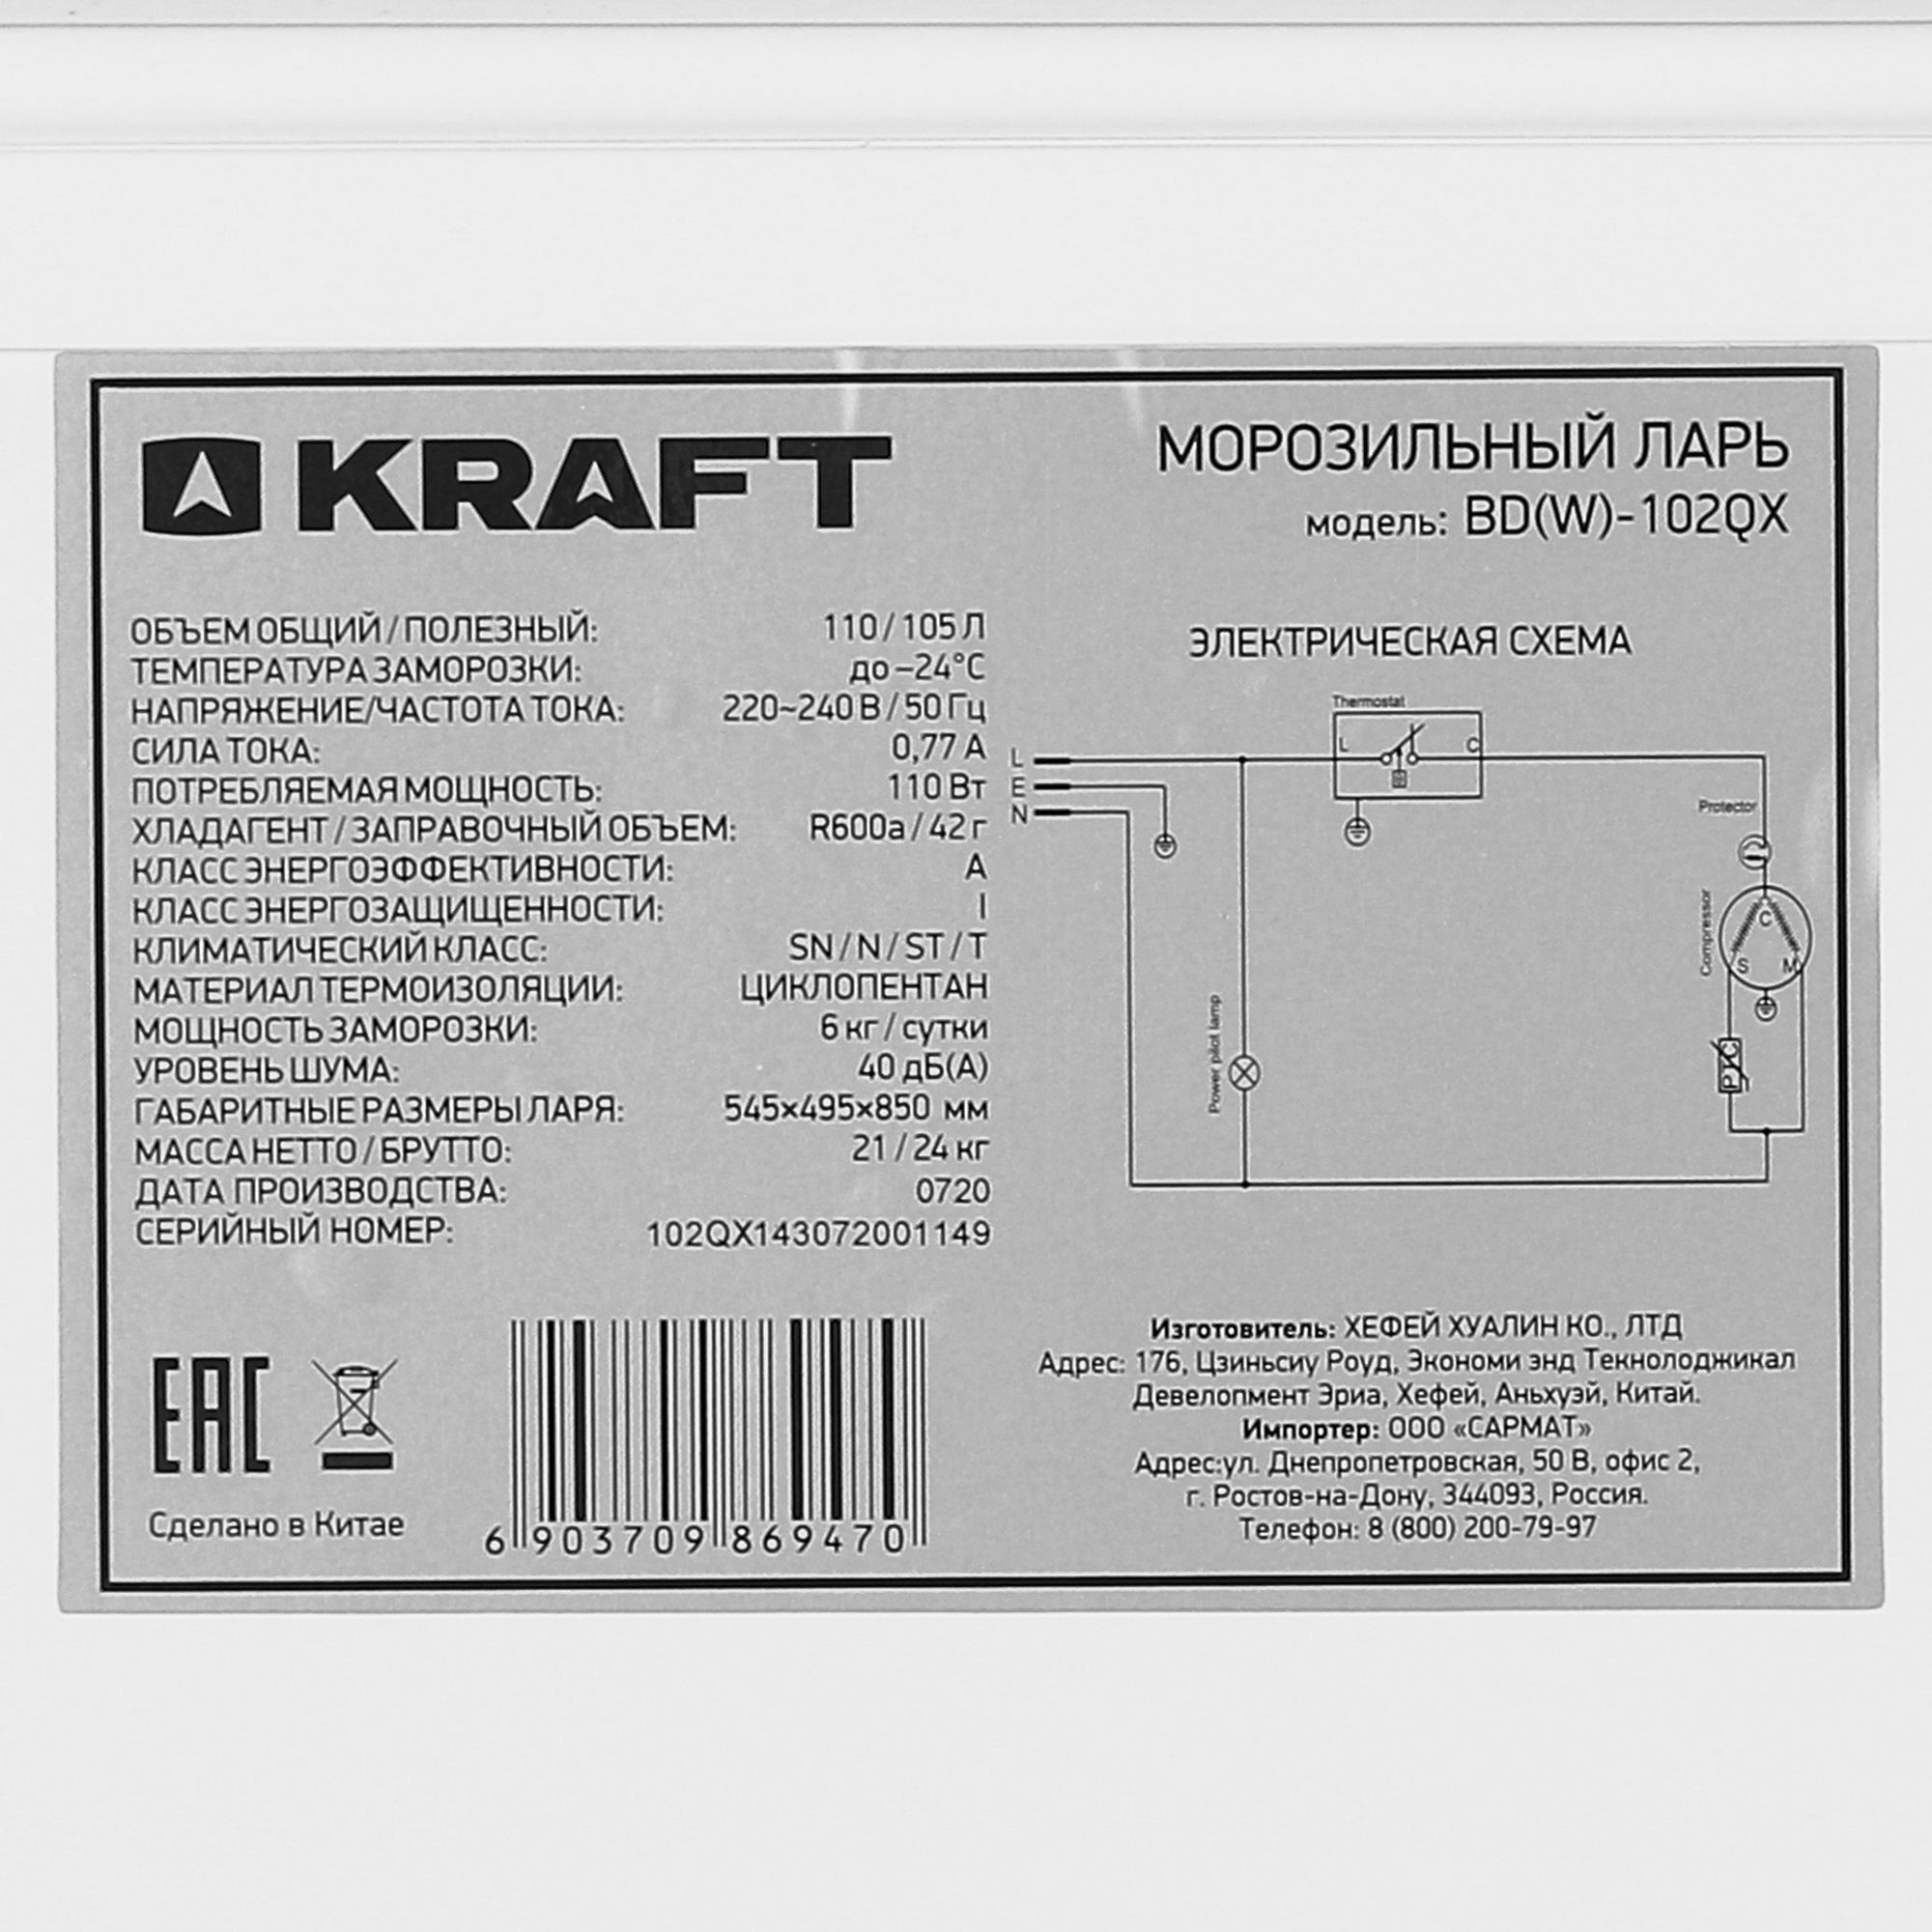 KRAFT
МОРОЗИЛЬНЫЙ ЛАРЬ
модель: BD(W)-102QX
ОБЪЕМ ОБЩИЙ / ПОЛЕЗНЫЙ: 110 / 105 Л
ТЕМПЕРАТУРА ЗАМОРОЗКИ: до –24°C
НАПРЯЖЕНИЕ/ЧАСТОТА ТОКА: 220~240 В / 50 Гц
СИЛА ТОКА: 0,77 А
ПОТРЕБЛЯЕМАЯ МОЩНОСТЬ: 110 Вт
ХЛАДАГЕНТ / ЗАПРАВОЧНЫЙ ОБЪЕМ: R600a / 42 г
КЛАСС ЭНЕРГОЭФФЕКТИВНОСТИ: A
КЛАСС ЭНЕРГОЗАЩИЩЕННОСТИ: I
КЛИМАТИЧЕСКИЙ КЛАСС: SN / N / ST / T
МАТЕРИАЛ ТЕРМОИЗОЛЯЦИИ: ЦИКЛОПЕНТАН
МОЩНОСТЬ ЗАМОРОЗКИ: 6 кг / сутки
УРОВЕНЬ ШУМА: 40 дБ(А)
ГАБАРИТНЫЕ РАЗМЕРЫ ЛАРЯ: 545×495×850 мм
МАССА НЕТТО / БРУТТО: 21 / 24 кг
ДАТА ПРОИЗВОДСТВА: 0720
СЕРИЙНЫЙ НОМЕР: 102QX143072001149
ЭЛЕКТРИЧЕСКАЯ СХЕМА
Thermostat
L
C
L
E
N
Protector
Compressor
C
S
M
PTC
Power pilot lamp
EAC
Сделано в Китае
6 903709 869470
Изготовитель: ХЕФЕЙ ХУАЛИН КО., ЛТД
Адрес: 176, Цзиньсиу Роуд, Экономи энд Текнолоджикал
Девелопмент Эриа, Хефей, Аньхуэй, Китай.
Импортер: ООО «САРМАТ»
Адрес:ул. Днепропетровская, 50 В, офис 2,
г. Ростов-на-Дону, 344093, Россия.
Телефон: 8 (800) 200-79-97